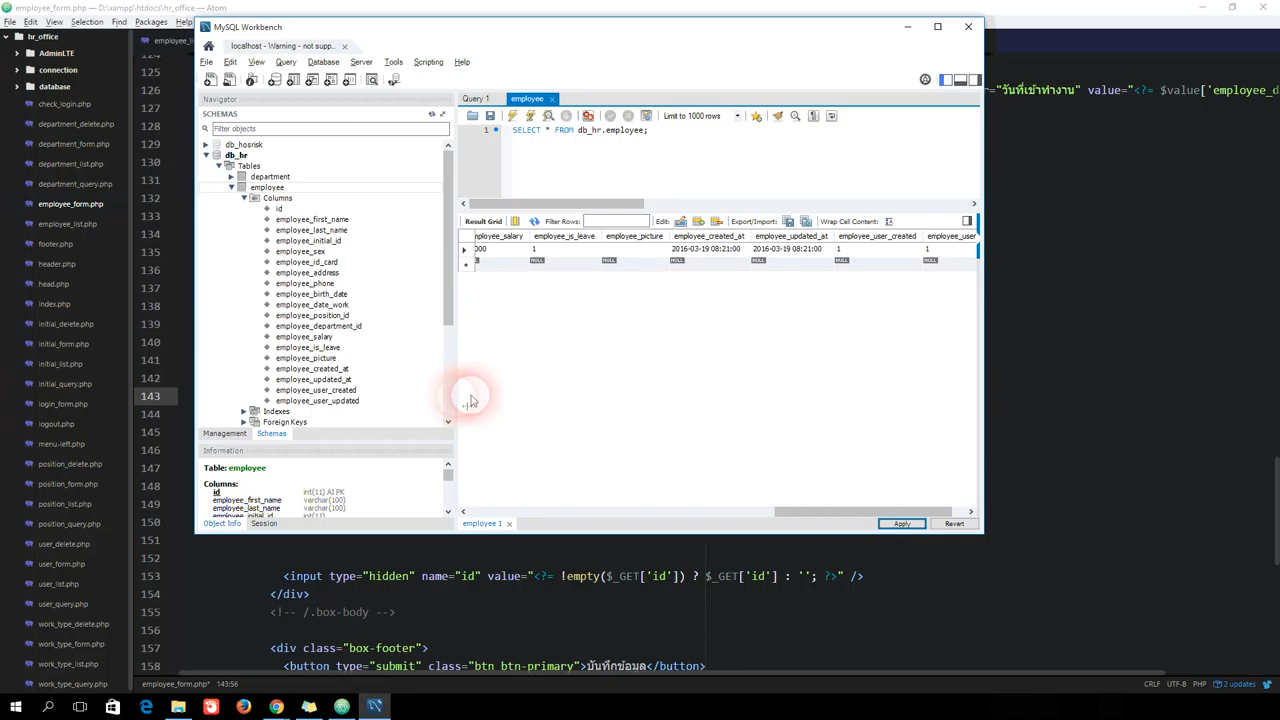 employee_form.php — D:\xampp\htdocs\hr_office — Atom
File Edit View Selection Find Packages Help
hr_office
AdminLTE
connection
database
check_login.php
department_delete.php
department_form.php
department_list.php
department_query.php
employee_form.php
employee_list.php
footer.php
header.php
head.php
index.php
initial_delete.php
initial_form.php
initial_list.php
initial_query.php
login_form.php
logout.php
menu-left.php
position_delete.php
position_form.php
position_list.php
position_query.php
user_delete.php
user_form.php
user_list.php
user_query.php
work_type_delete.php
work_type_form.php
work_type_list.php
work_type_query.php
MySQL Workbench
localhost - Warning - not supp...
File Edit View Query Database Server Tools Scripting Help
Navigator
SCHEMAS
Filter objects
db_hosrisk
db_hr
Tables
department
employee
Columns
id
employee_first_name
employee_last_name
employee_initial_id
employee_sex
employee_id_card
employee_address
employee_phone
employee_birth_date
employee_date_work
employee_position_id
employee_department_id
employee_salary
employee_is_leave
employee_picture
employee_created_at
employee_updated_at
employee_user_created
employee_user_updated
Indexes
Foreign Keys
Management Schemas
Information
Table: employee
Columns:
id int(11) AI PK
employee_first_name varchar(100)
employee_last_name varchar(100)
Object Info Session
Query 1 employee
Limit to 1000 rows
1 SELECT * FROM db_hr.employee;
Result Grid Filter Rows: Edit: Export/Import: Wrap Cell Content:
employee_is_leave employee_picture employee_created_at employee_updated_at employee_user_created employee_user
000 1 2016-03-19 08:21:00 2016-03-19 08:21:00 1 1
NULL NULL NULL NULL NULL NULL
employee 1 Apply Revert
125
126 ="วันที่เข้าทำงาน" value="<?= $value['employee_d
127
128
129
130
131
132
133
134
135
136
137
138
139
140
141
142
143
144
145
146
147
148
149
150
151
152
153 <input type="hidden" name="id" value="<?= !empty($_GET['id']) ? $_GET['id'] : ''; ?>" />
154 </div>
155 <!-- /.box-body -->
156
157 <div class="box-footer">
158 <button type="submit" class="btn btn-primary">บันทึกข้อมูล</button>
employee_form.php* 143:56 CRLF UTF-8 PHP 2 updates